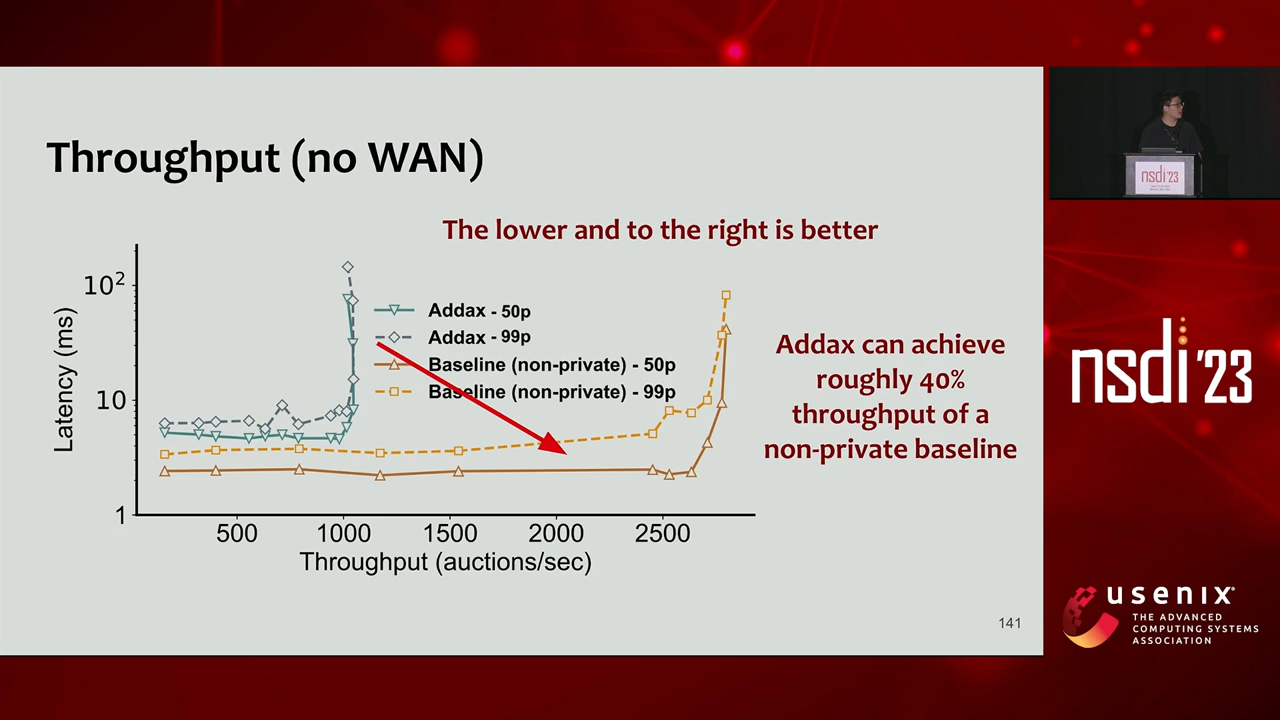 Throughput (no WAN)
The lower and to the right is better
10²
10
1
Latency (ms)
Addax - 50p
Addax - 99p
Baseline (non-private) - 50p
Baseline (non-private) - 99p
500 1000 1500 2000 2500
Throughput (auctions/sec)
Addax can achieve
roughly 40%
throughput of a
non-private baseline
141
nsdi'23
nsdi '23
usenix®
THE ADVANCED
COMPUTING SYSTEMS
ASSOCIATION